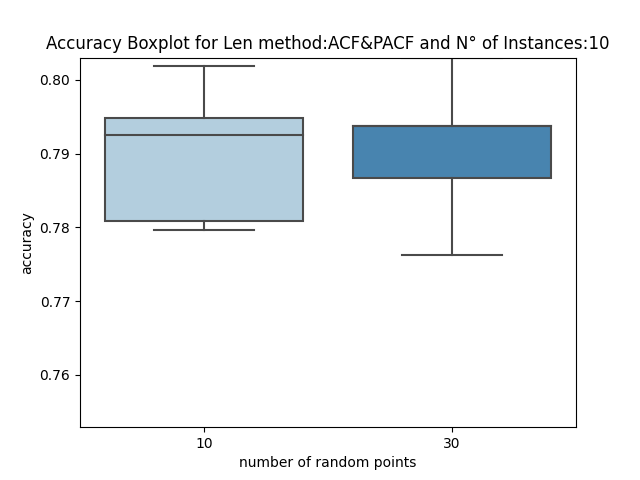 Accuracy Boxplot for Len method:ACF&PACF and N° of Instances:10
0.80
0.79
0.78
0.77
0.76
accuracy
10 30
number of random points